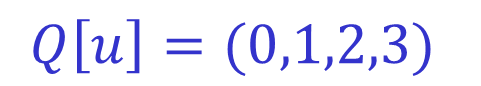 Q[u] = (0,1,2,3)